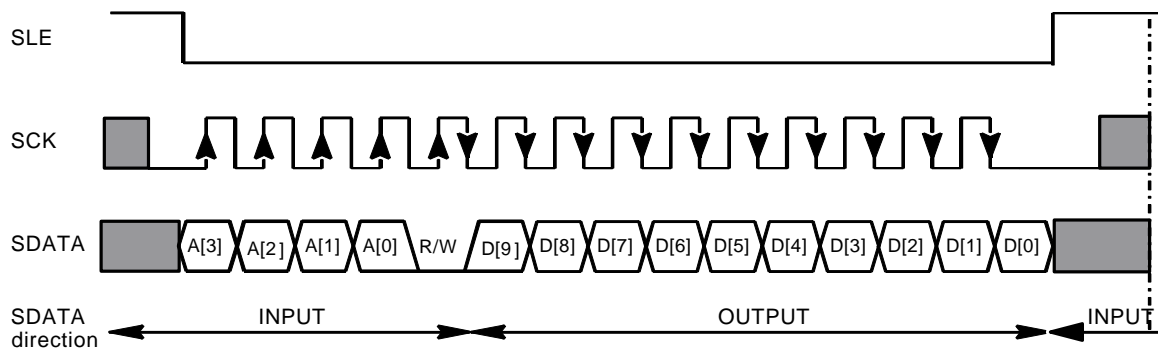 SLE
SCK
SDATA A[3] A[2] A[1] A[0] R/W D[9] D[8] D[7] D[6] D[5] D[4] D[3] D[2] D[1] D[0]
SDATA direction INPUT OUTPUT INPUT